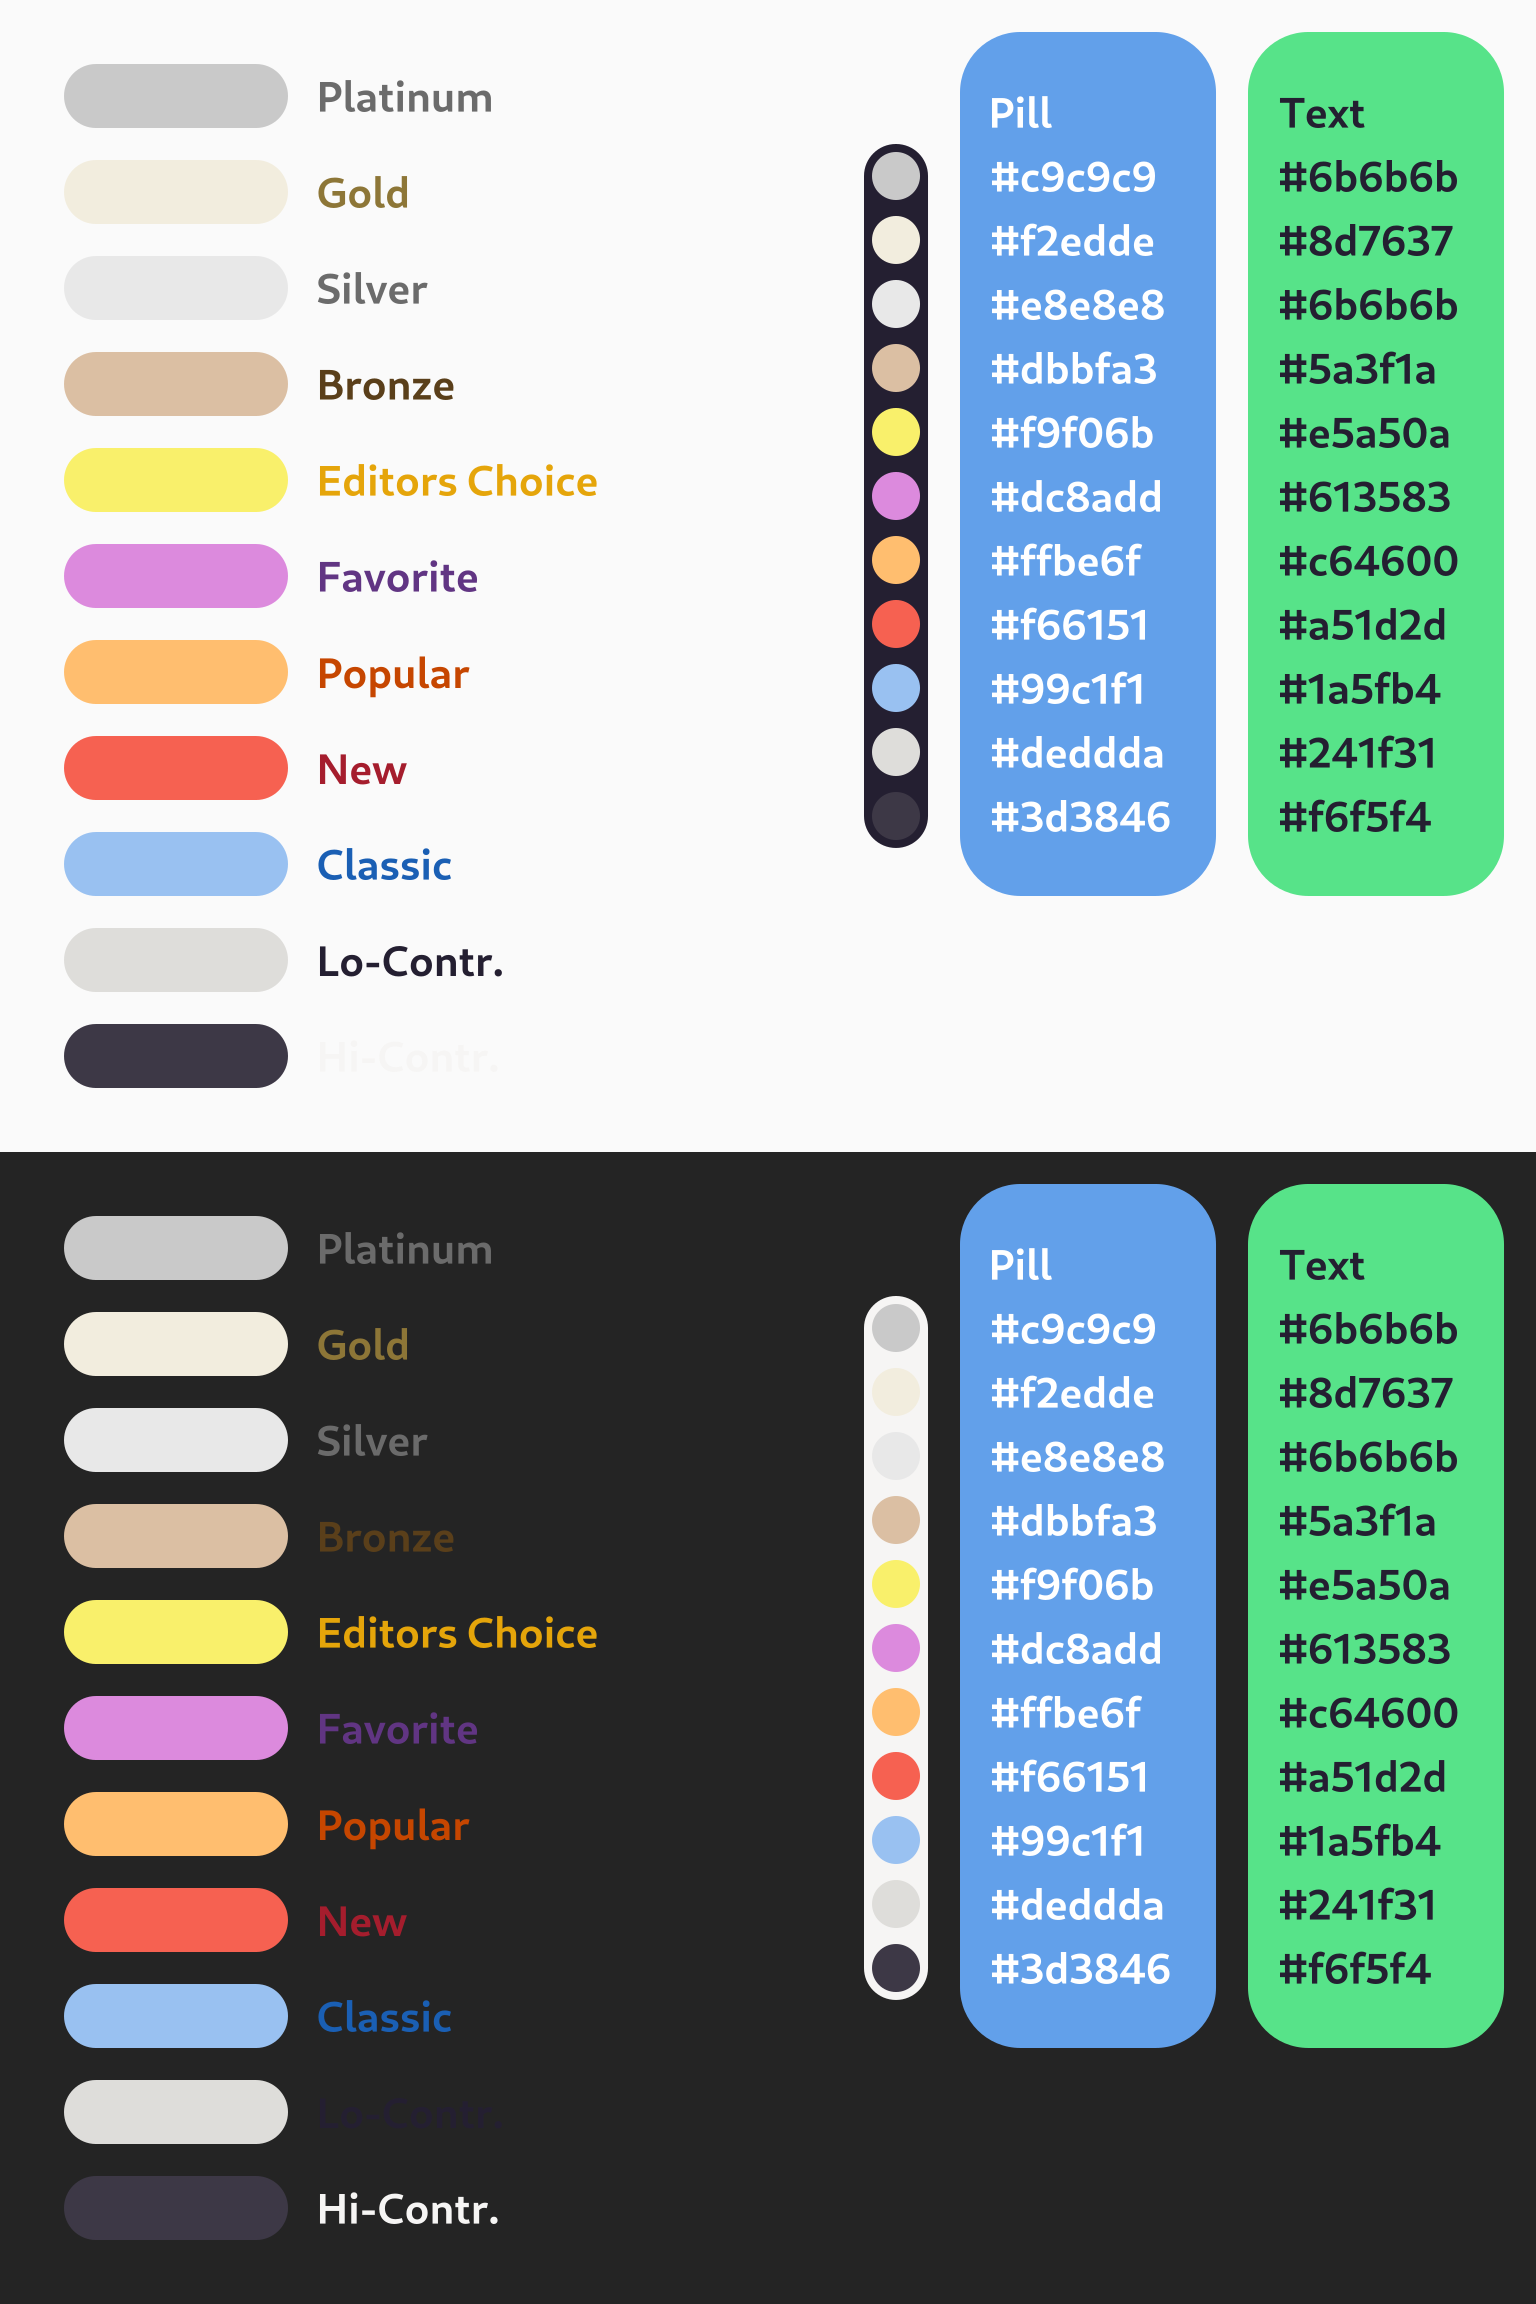 Platinum
Gold
Silver
Bronze
Editors Choice
Favorite
Popular
New
Classic
Lo-Contr.
Hi-Contr.
Pill
#c9c9c9
#f2edde
#e8e8e8
#dbbfa3
#f9f06b
#dc8add
#ffbe6f
#f66151
#99c1f1
#deddda
#3d3846
Text
#6b6b6b
#8d7637
#6b6b6b
#5a3f1a
#e5a50a
#613583
#c64600
#a51d2d
#1a5fb4
#241f31
#f6f5f4
Platinum
Gold
Silver
Bronze
Editors Choice
Favorite
Popular
New
Classic
Lo-Contr.
Hi-Contr.
Pill
#c9c9c9
#f2edde
#e8e8e8
#dbbfa3
#f9f06b
#dc8add
#ffbe6f
#f66151
#99c1f1
#deddda
#3d3846
Text
#6b6b6b
#8d7637
#6b6b6b
#5a3f1a
#e5a50a
#613583
#c64600
#a51d2d
#1a5fb4
#241f31
#f6f5f4